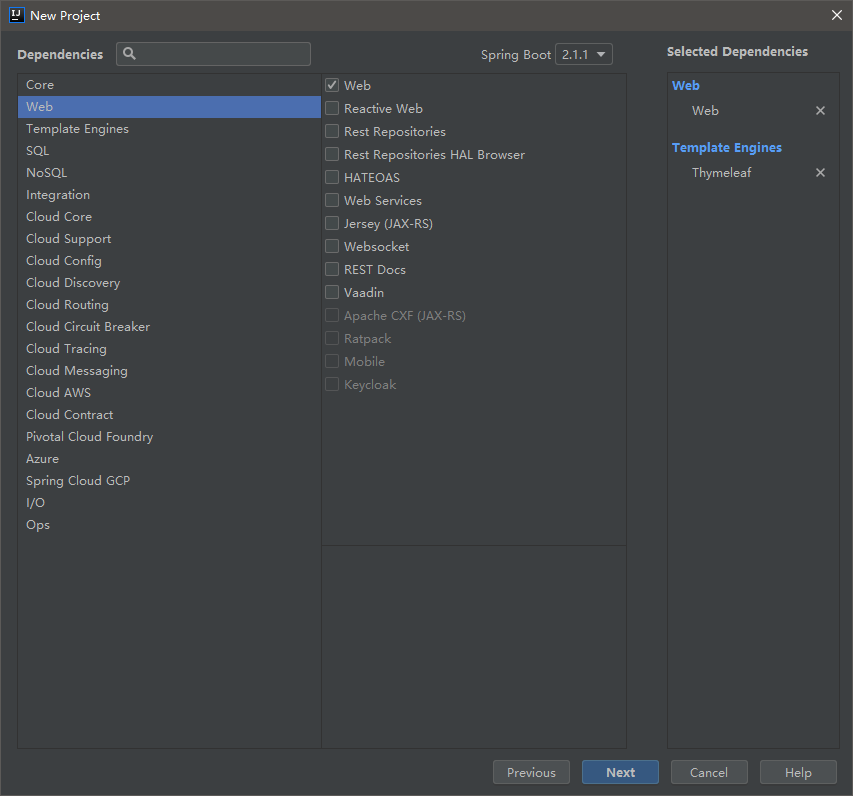 New Project
Dependencies
Spring Boot 2.1.1
Selected Dependencies
Core
Web
Template Engines
SQL
NoSQL
Integration
Cloud Core
Cloud Support
Cloud Config
Cloud Discovery
Cloud Routing
Cloud Circuit Breaker
Cloud Tracing
Cloud Messaging
Cloud AWS
Cloud Contract
Pivotal Cloud Foundry
Azure
Spring Cloud GCP
I/O
Ops
Web
Reactive Web
Rest Repositories
Rest Repositories HAL Browser
HATEOAS
Web Services
Jersey (JAX-RS)
Websocket
REST Docs
Vaadin
Apache CXF (JAX-RS)
Ratpack
Mobile
Keycloak
Web
Web
Template Engines
Thymeleaf
Previous
Next
Cancel
Help